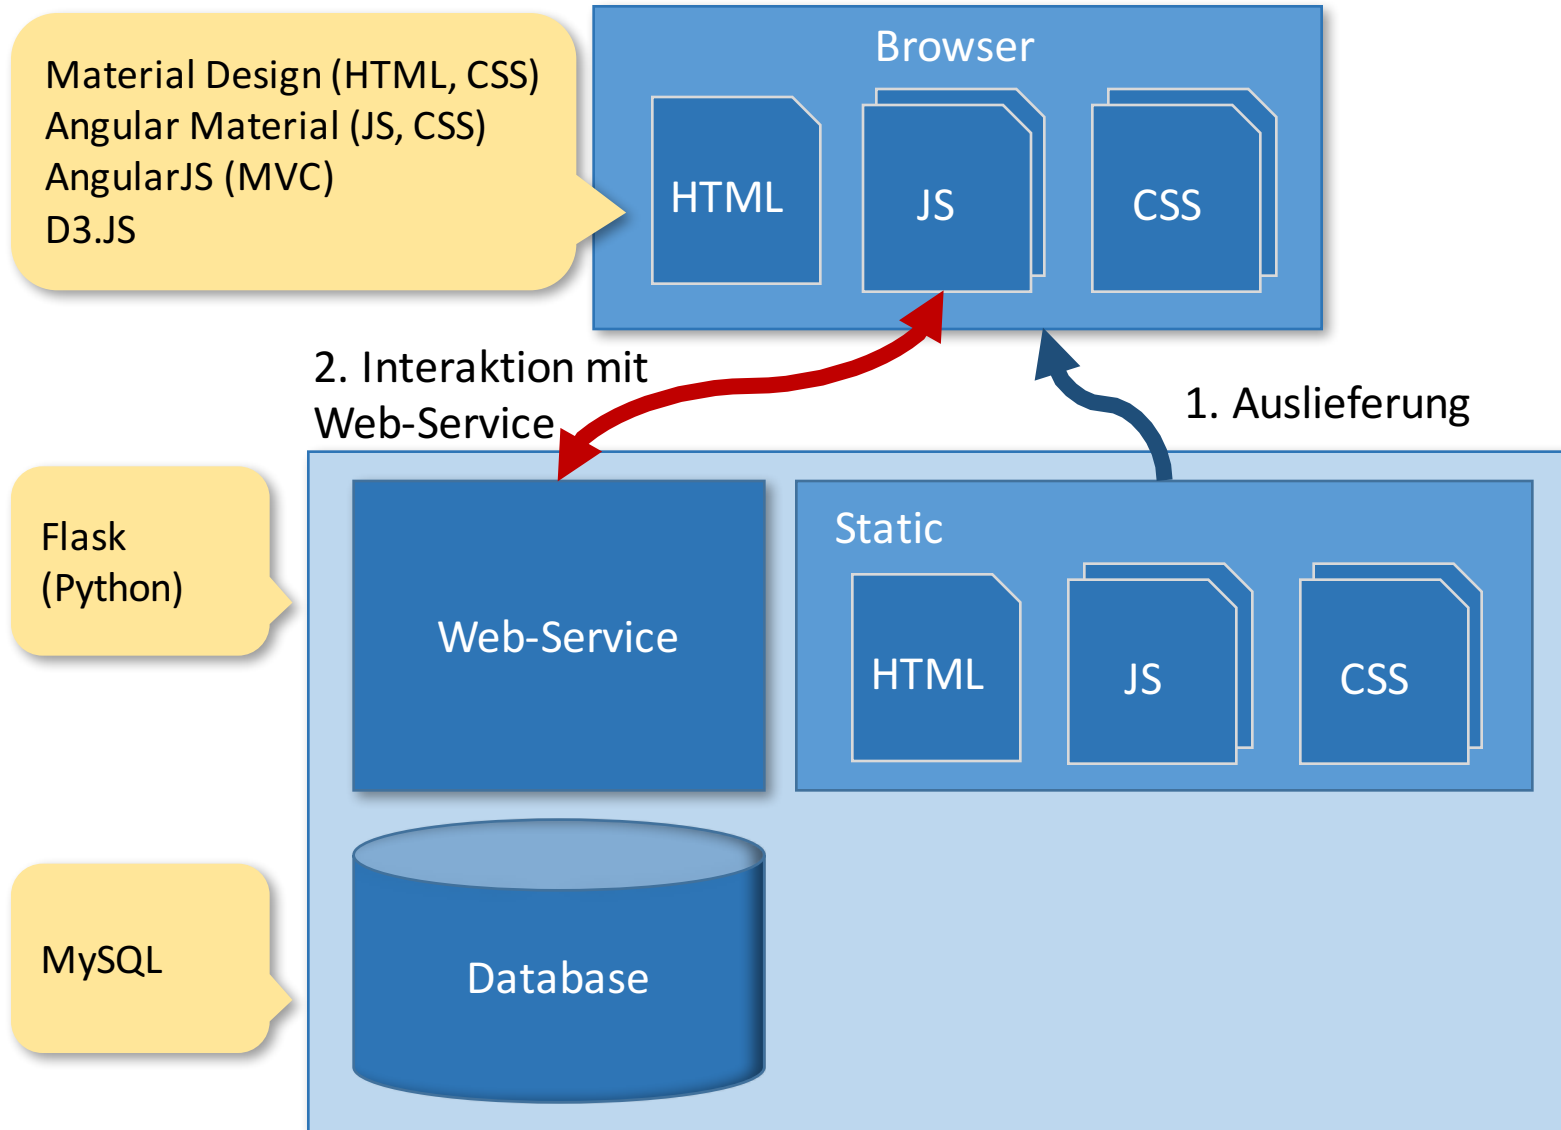 Material Design (HTML, CSS)
Angular Material (JS, CSS)
AngularJS (MVC)
D3.JS
Browser
HTML
JS
CSS
2. Interaktion mit
Web-Service
1. Auslieferung
Flask
(Python)
Web-Service
Static
HTML
JS
CSS
MySQL
Database